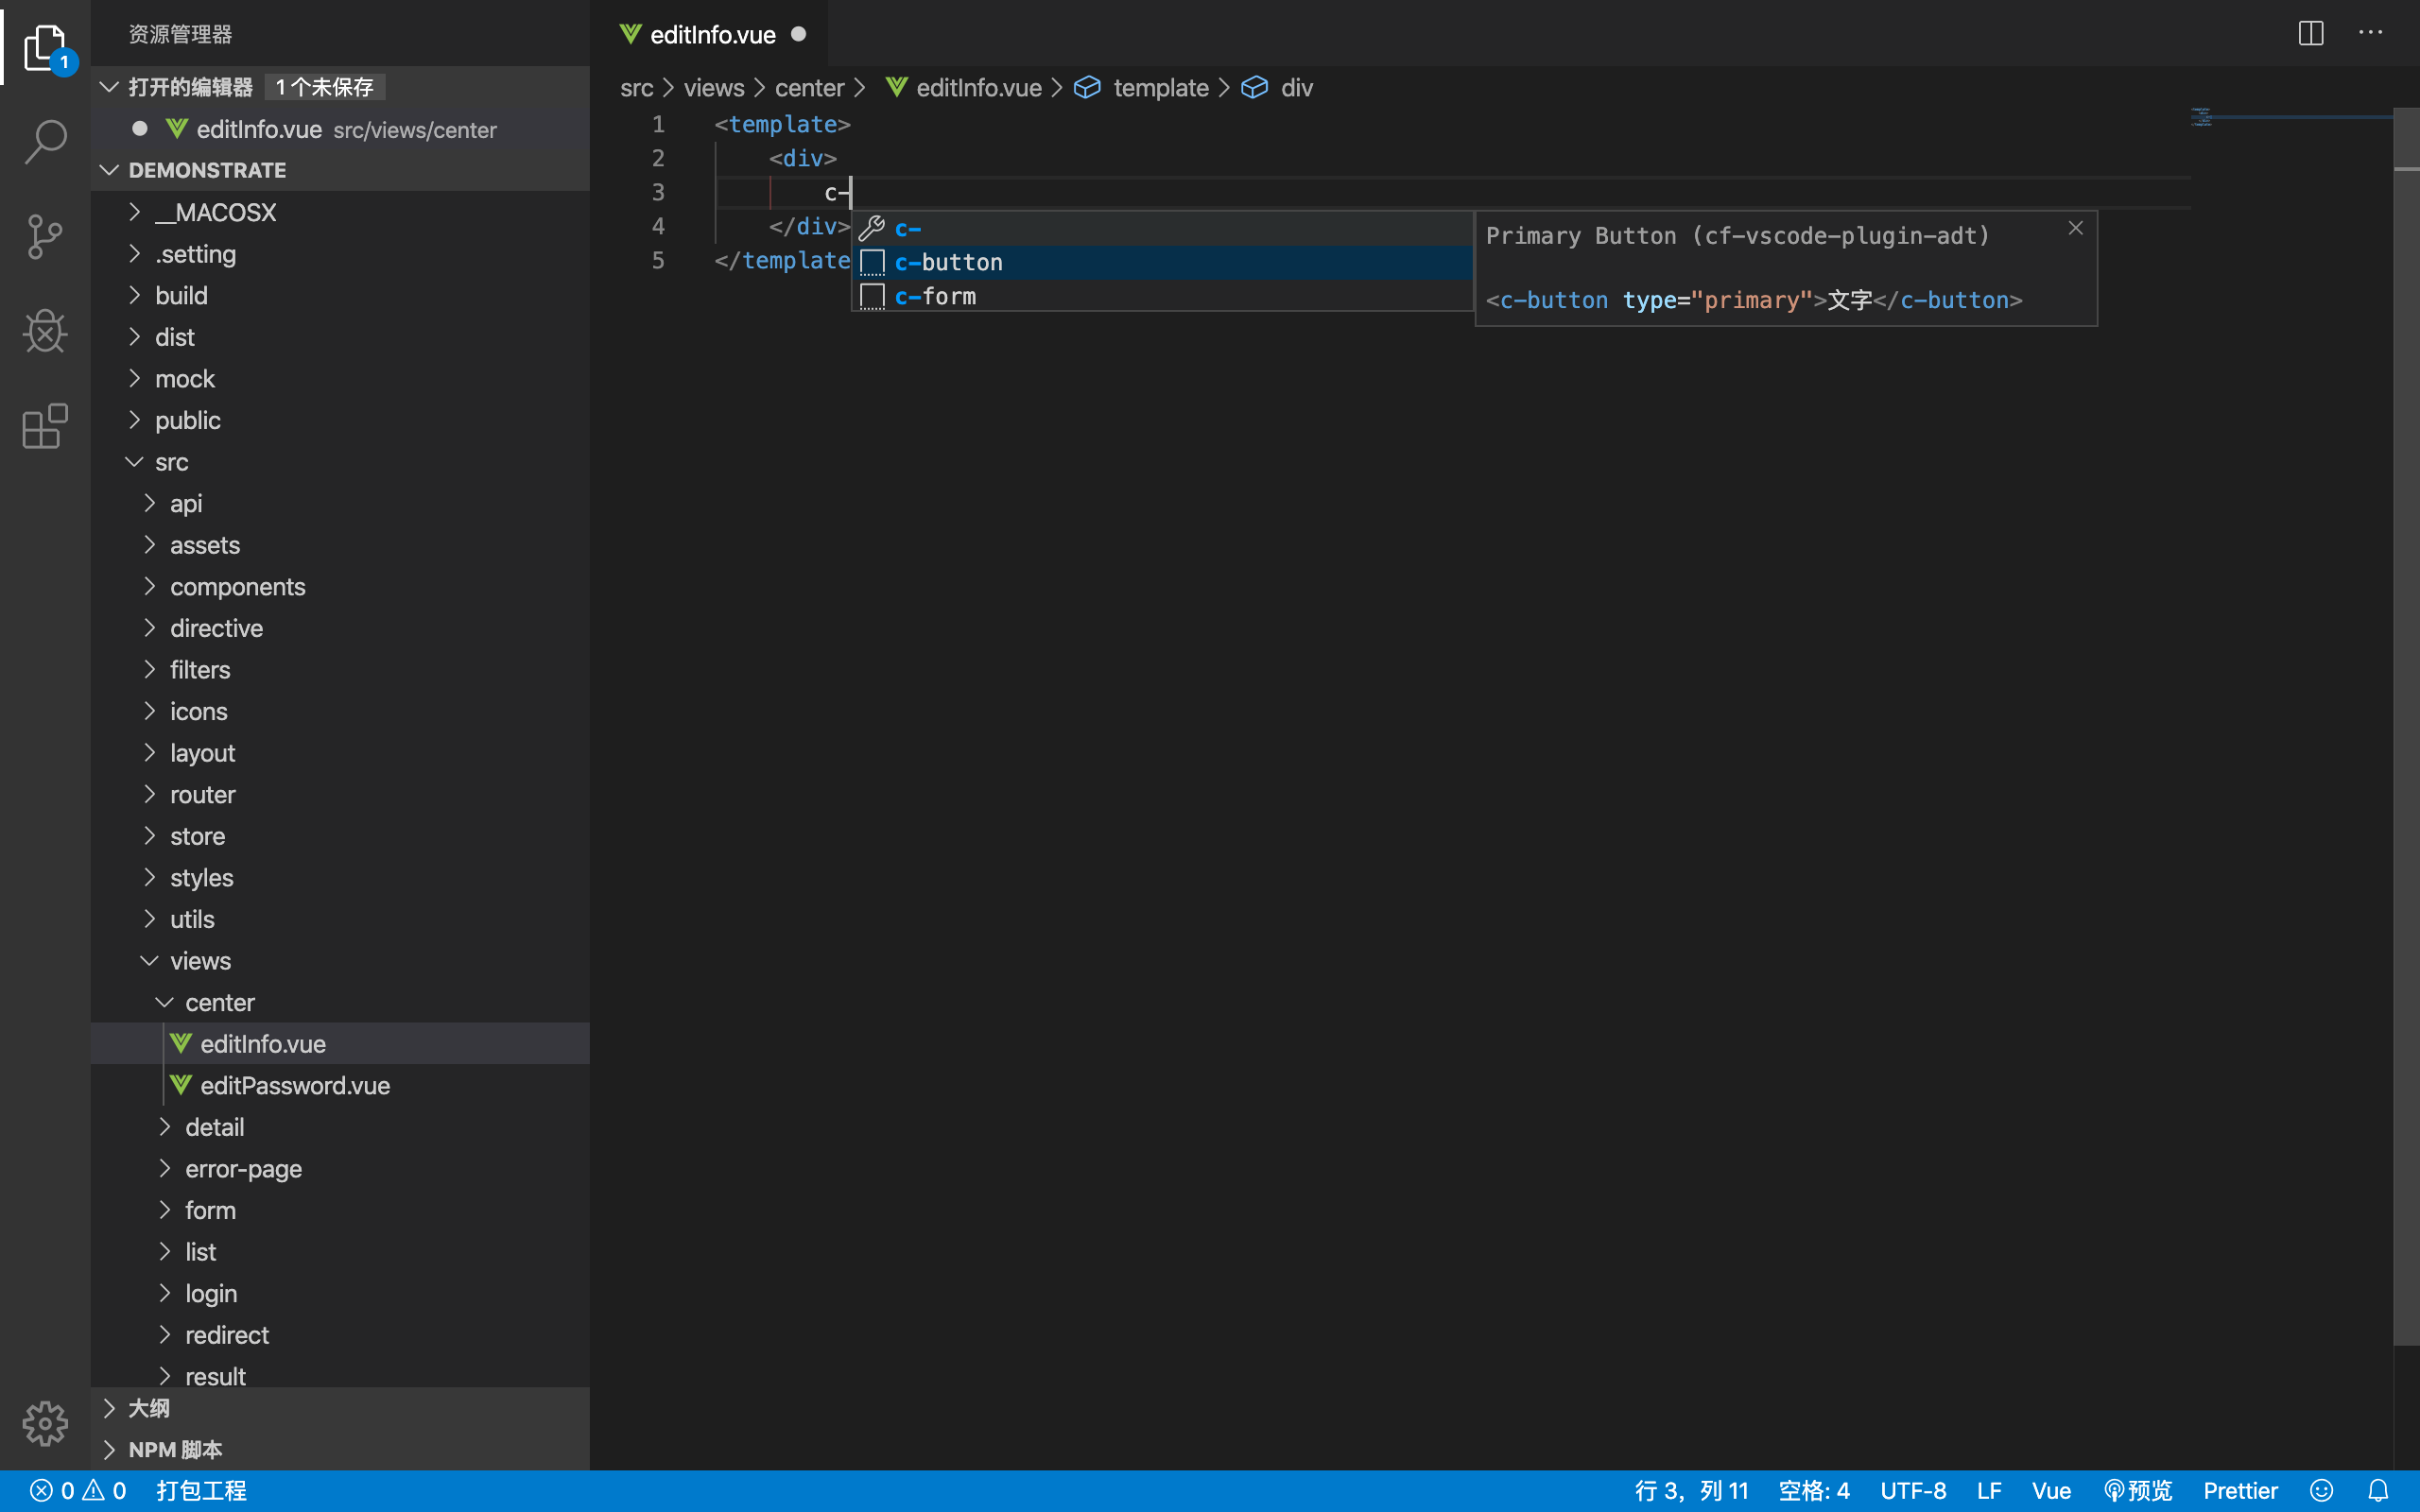 资源管理器
1
打开的编辑器 1 个未保存
editInfo.vue src/views/center
DEMONSTRATE
__MACOSX
.setting
build
dist
mock
public
src
api
assets
components
directive
filters
icons
layout
router
store
styles
utils
views
center
editInfo.vue
editPassword.vue
detail
error-page
form
list
login
redirect
result
大纲
NPM 脚本
editInfo.vue
src > views > center > editInfo.vue > template > div
1 <template>
2 <div>
3 c-
4 </div>
5 </template
c-
c-button
c-form
Primary Button (cf-vscode-plugin-adt)
<c-button type="primary">文字</c-button>
0 0 打包工程 行 3，列 11 空格: 4 UTF-8 LF Vue 预览 Prettier